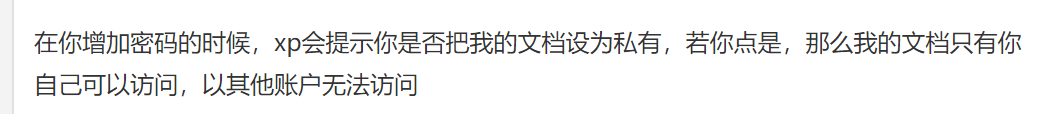 在你增加密码的时候，xp会提示你是否把我的文档设为私有，若你点是，那么我的文档只有你
自己可以访问，以其他账户无法访问